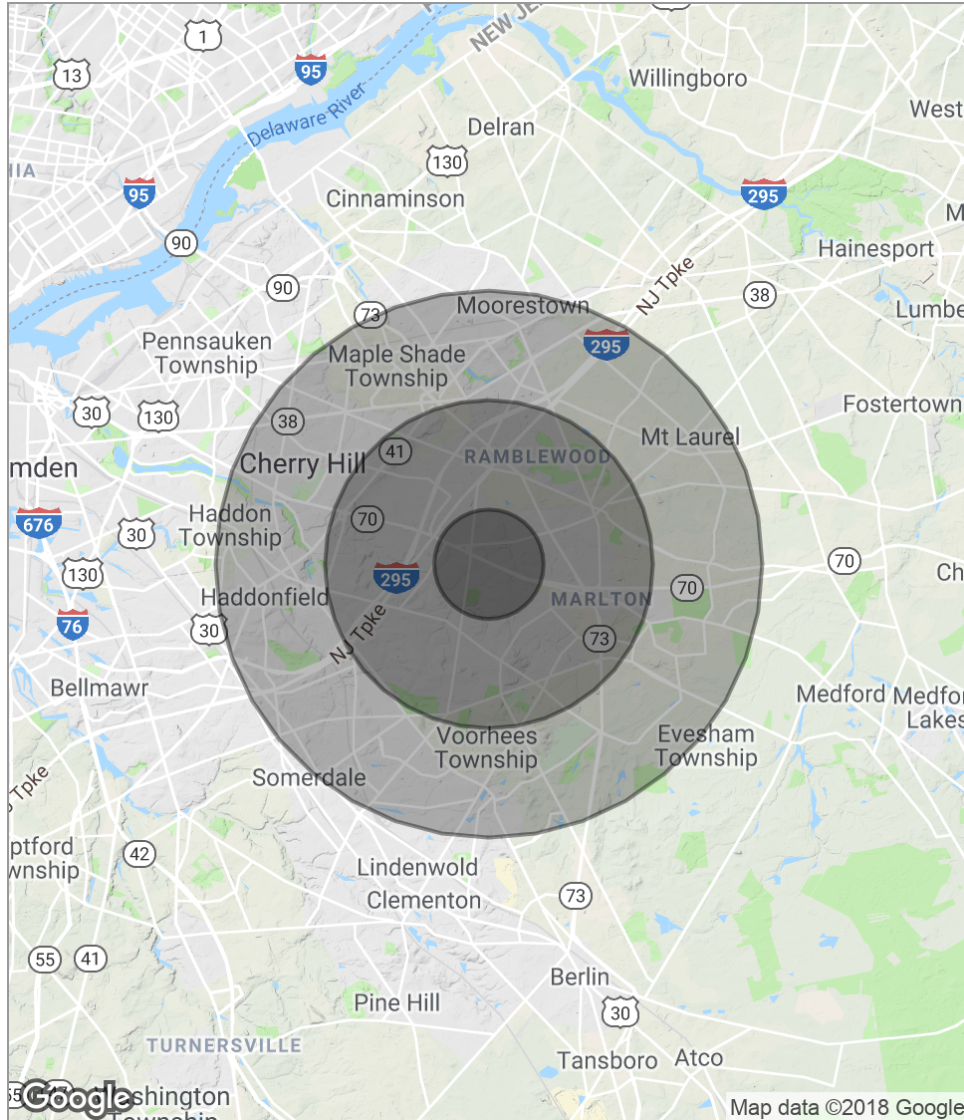 1
NEW JE
13
95
Willingboro
West
Delaware River
Delran
130
HIA
95
Cinnaminson
295
M
90
Hainesport
90
NJ Tpke
38
73
Moorestown
Lumbe
295
Pennsauken
Township
Maple Shade
Township
30
130
38
Fostertown
41
Mt Laurel
mden
Cherry Hill
RAMBLEWOOD
676
30
Haddon
Township
70
70
130
295
Ch
Haddonfield
MARLTON
70
76
30
NJ Tpke
73
Bellmawr
Medford
Medfor
Lakes
Voorhees
Township
Evesham
Township
Somerdale
Tpke
ptford
wnship
42
Lindenwold
Clementon
73
55
41
Berlin
Pine Hill
30
TURNERSVILLE
Tansboro
Atco
Google
Map data ©2018 Google